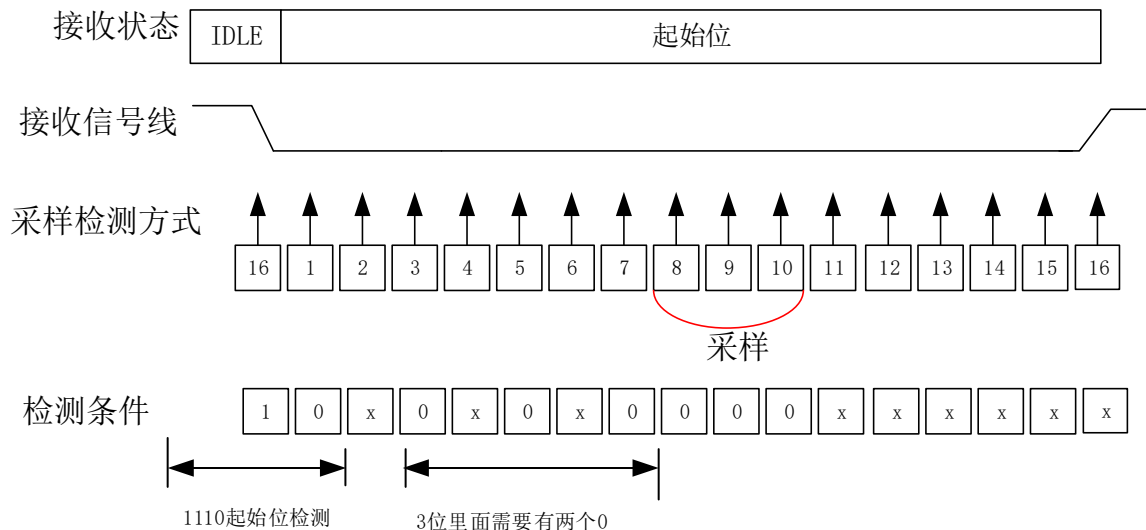 接收状态 IDLE 起始位
接收信号线
采样检测方式
16 1 2 3 4 5 6 7 8 9 10 11 12 13 14 15 16
采样
检测条件 1 0 x 0 x 0 x 0 0 0 0 x x x x x x
1110起始位检测 3位里面需要有两个0